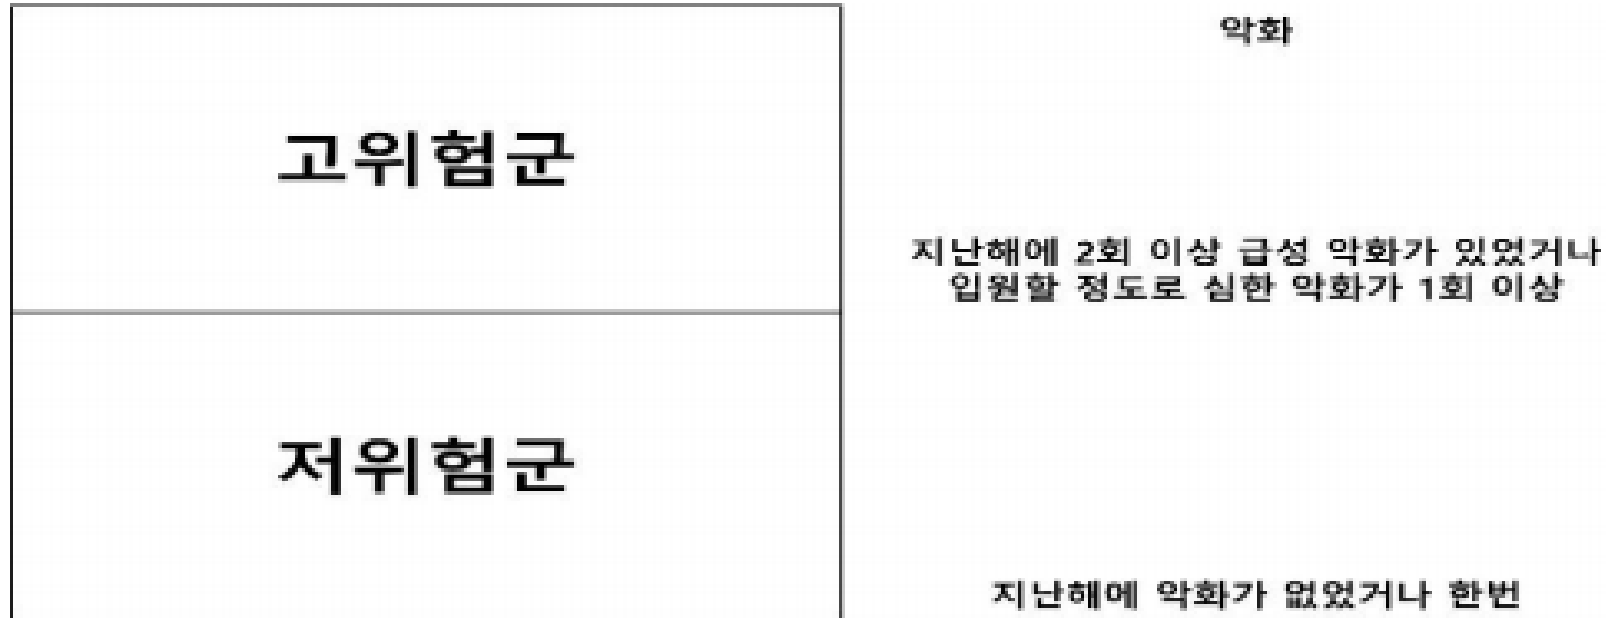 악화
고위험군
지난해에 2회 이상 급성 악화가 있었거나
입원할 정도로 심한 악화가 1회 이상
저위험군
지난해에 악화가 없었거나 한번